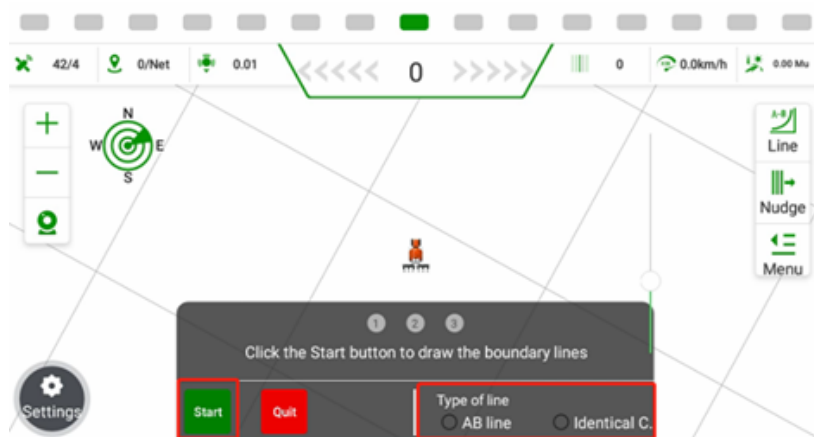 42/4
0/Net
0.01
0
0
0.0km/h
0.00 Mu
N
W E
S
A-B
Line
Nudge
Menu
1 2 3
Click the Start button to draw the boundary lines
Settings
Start
Quit
Type of line
AB line
Identical C.